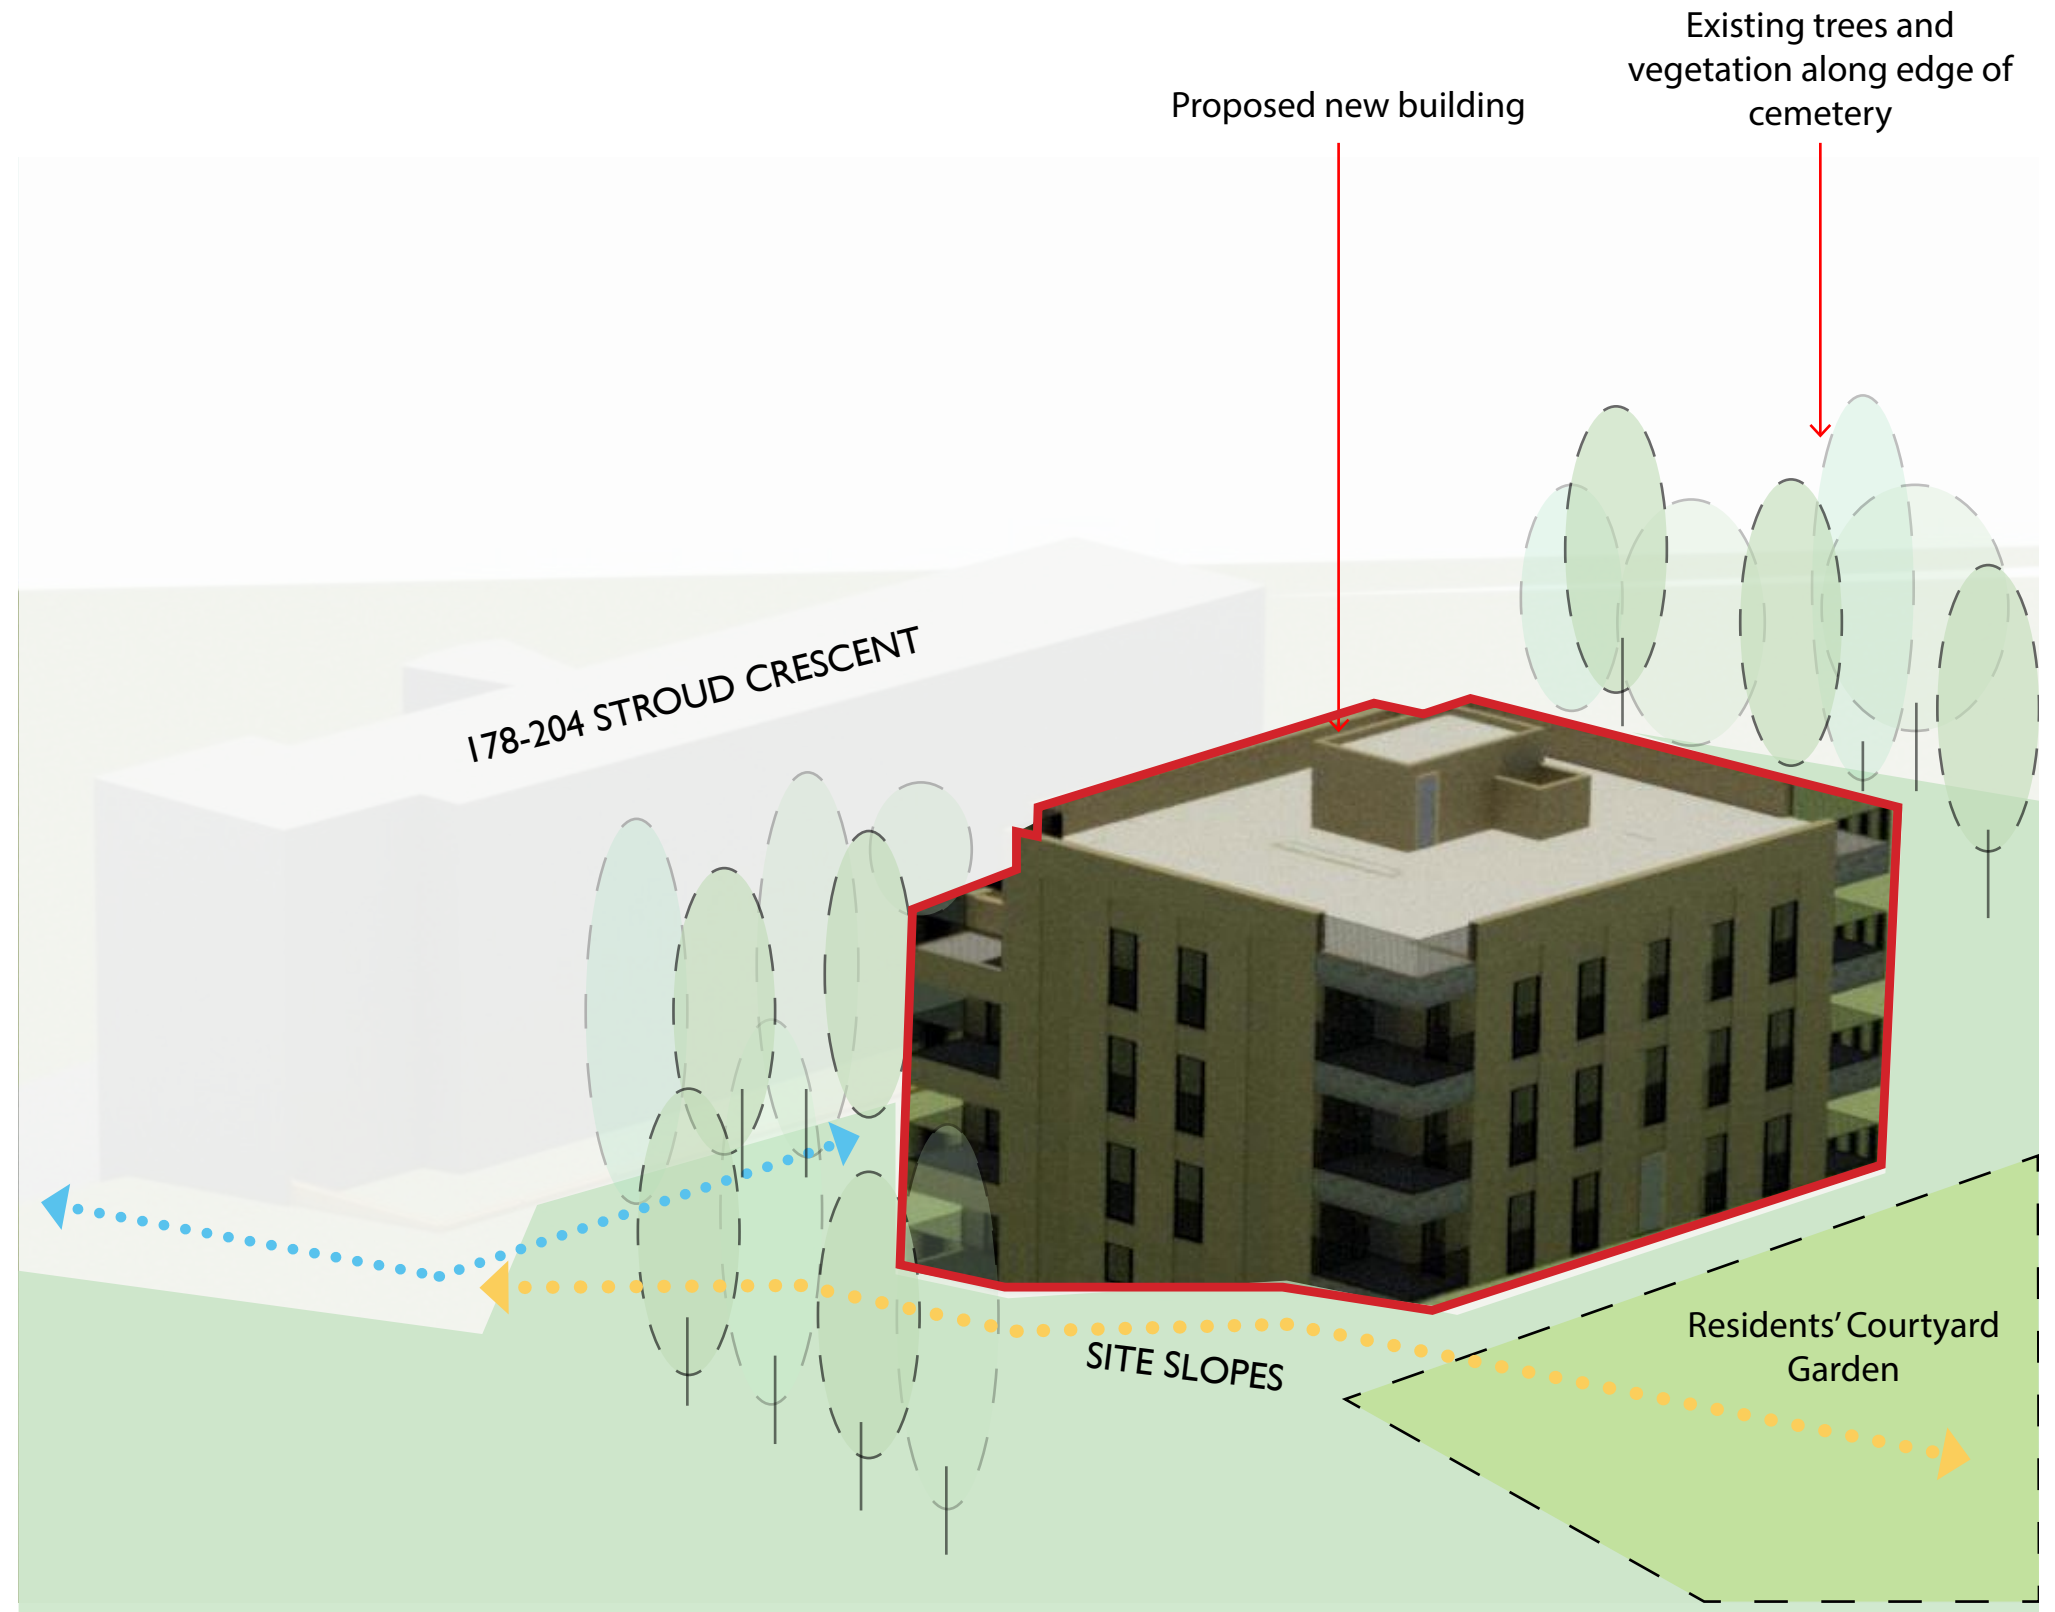 Existing trees and
vegetation along edge of
cemetery
Proposed new building
178-204 STROUD CRESCENT
SITE SLOPES
Residents’ Courtyard
Garden